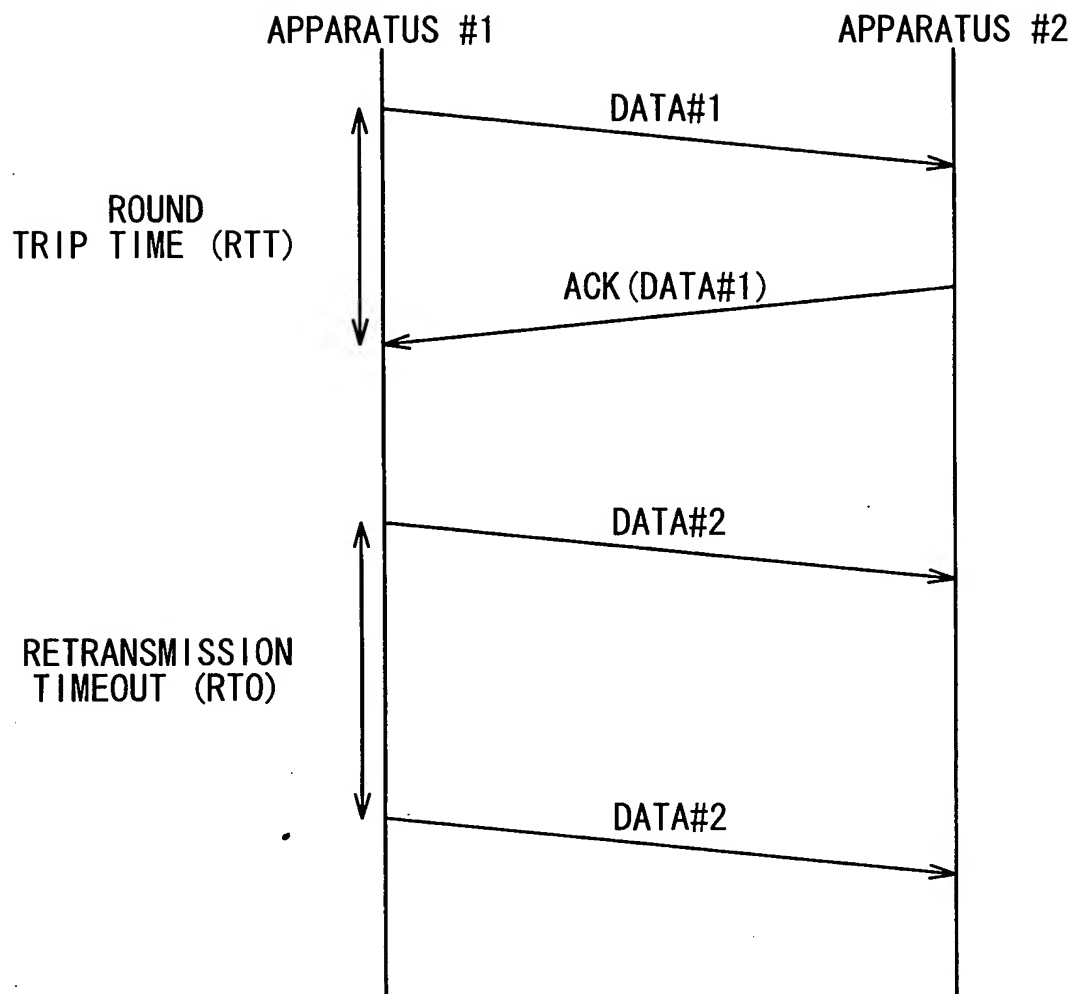 APPARATUS #1
APPARATUS #2
DATA#1
ROUND
TRIP TIME (RTT)
ACK(DATA#1)
DATA#2
RETRANSMISSION
TIMEOUT (RTO)
DATA#2